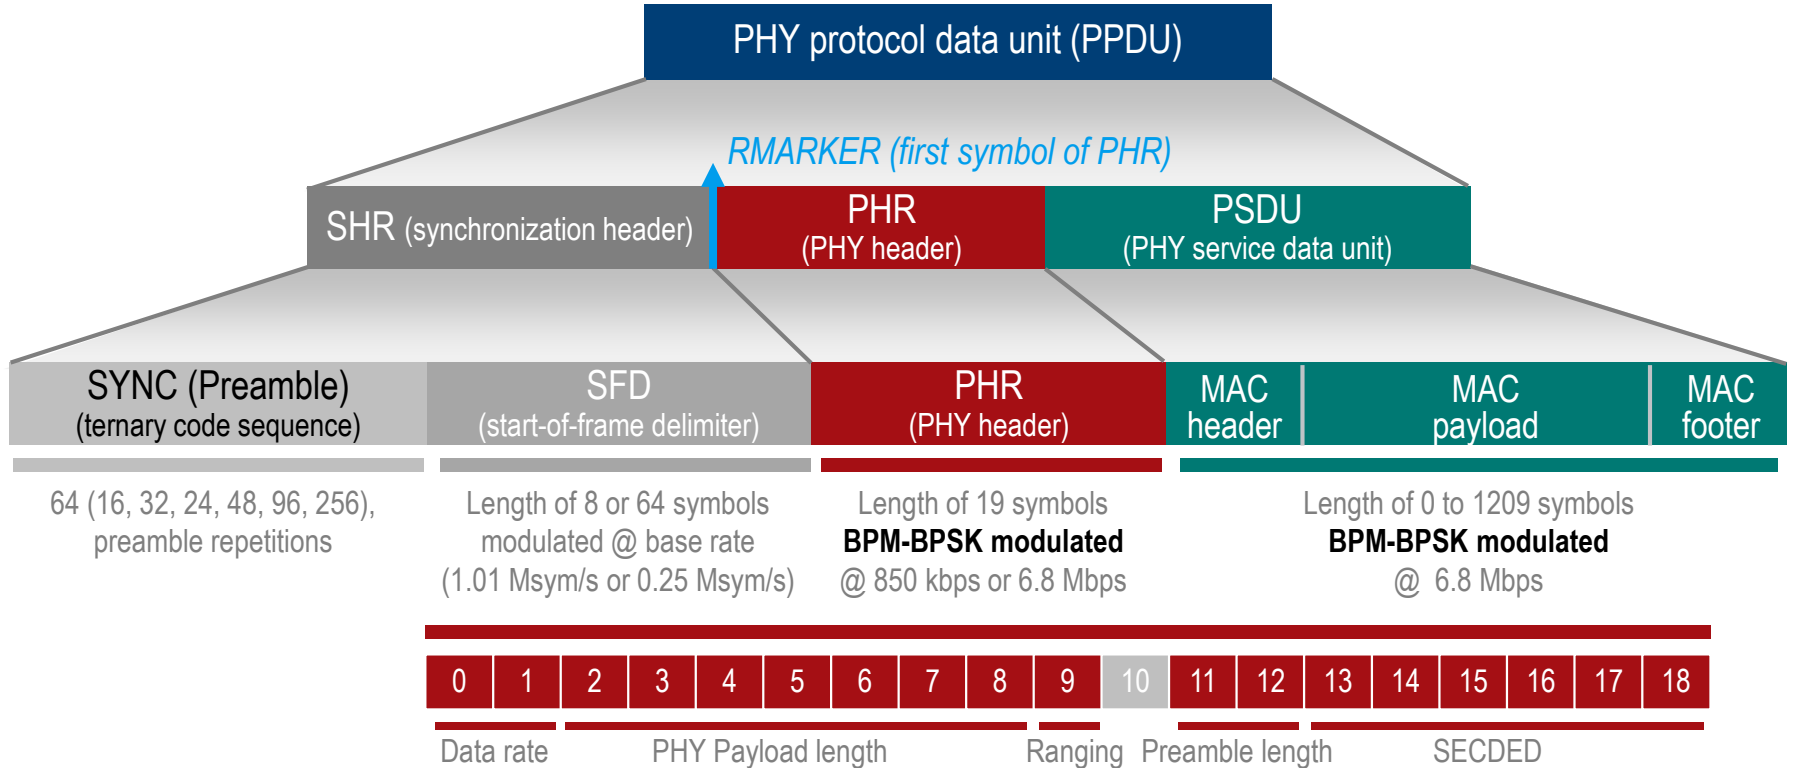 PHY protocol data unit (PPDU)
RMARKER (first symbol of PHR)
SHR (synchronization header)
PHR
(PHY header)
PSDU
(PHY service data unit)
SYNC (Preamble)
(ternary code sequence)
SFD
(start-of-frame delimiter)
PHR
(PHY header)
MAC
header
MAC
payload
MAC
footer
64 (16, 32, 24, 48, 96, 256),
preamble repetitions
Length of 8 or 64 symbols
modulated @ base rate
(1.01 Msym/s or 0.25 Msym/s)
Length of 19 symbols
BPM-BPSK modulated
@ 850 kbps or 6.8 Mbps
Length of 0 to 1209 symbols
BPM-BPSK modulated
@ 6.8 Mbps
0 1 2 3 4 5 6 7 8 9 10 11 12 13 14 15 16 17 18
Data rate PHY Payload length Ranging Preamble length SECDED